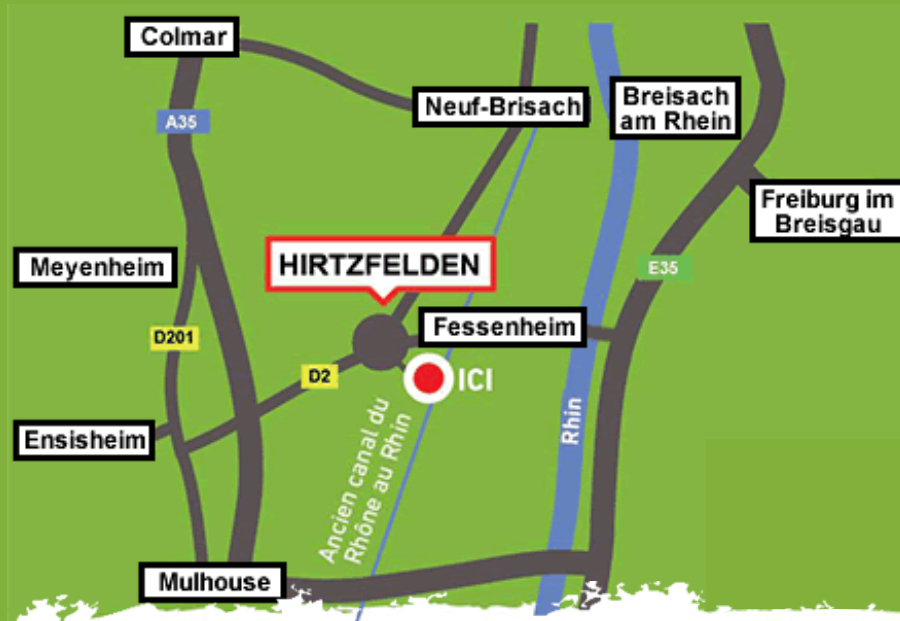 Colmar
Neuf-Brisach
Breisach
am Rhein
A35
Freiburg im
Breisgau
Meyenheim
HIRTZFELDEN
E35
D201
Fessenheim
D2
ICI
Ensisheim
Ancien canal du
Rhône au Rhin
Rhin
Mulhouse